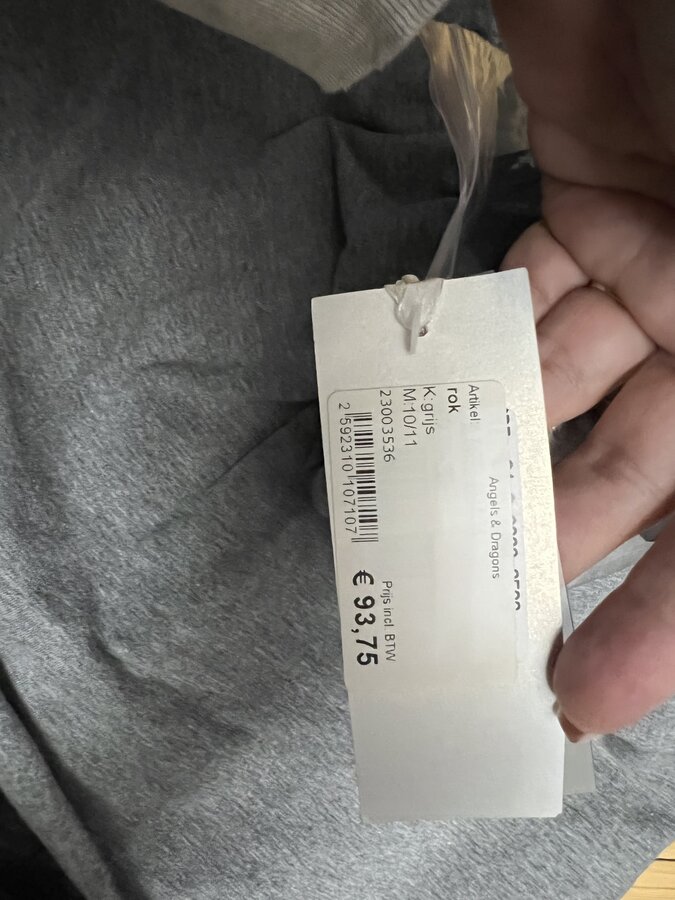 Angels & Dragons
Artikel:
rok
K:grijs
M:10/11
23003536
2 592310 107107
Prijs incl. BTW
€ 93,75